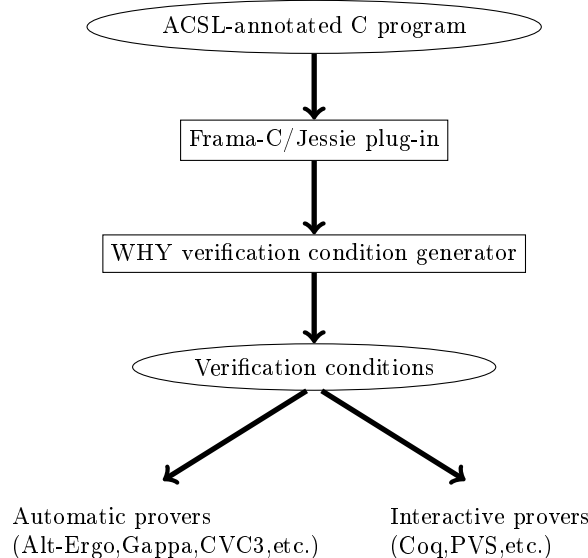 ACSL-annotated C program
Frama-C/Jessie plug-in
WHY verification condition generator
Verification conditions
Automatic provers
(Alt-Ergo,Gappa,CVC3,etc.)
Interactive provers
(Coq,PVS,etc.)